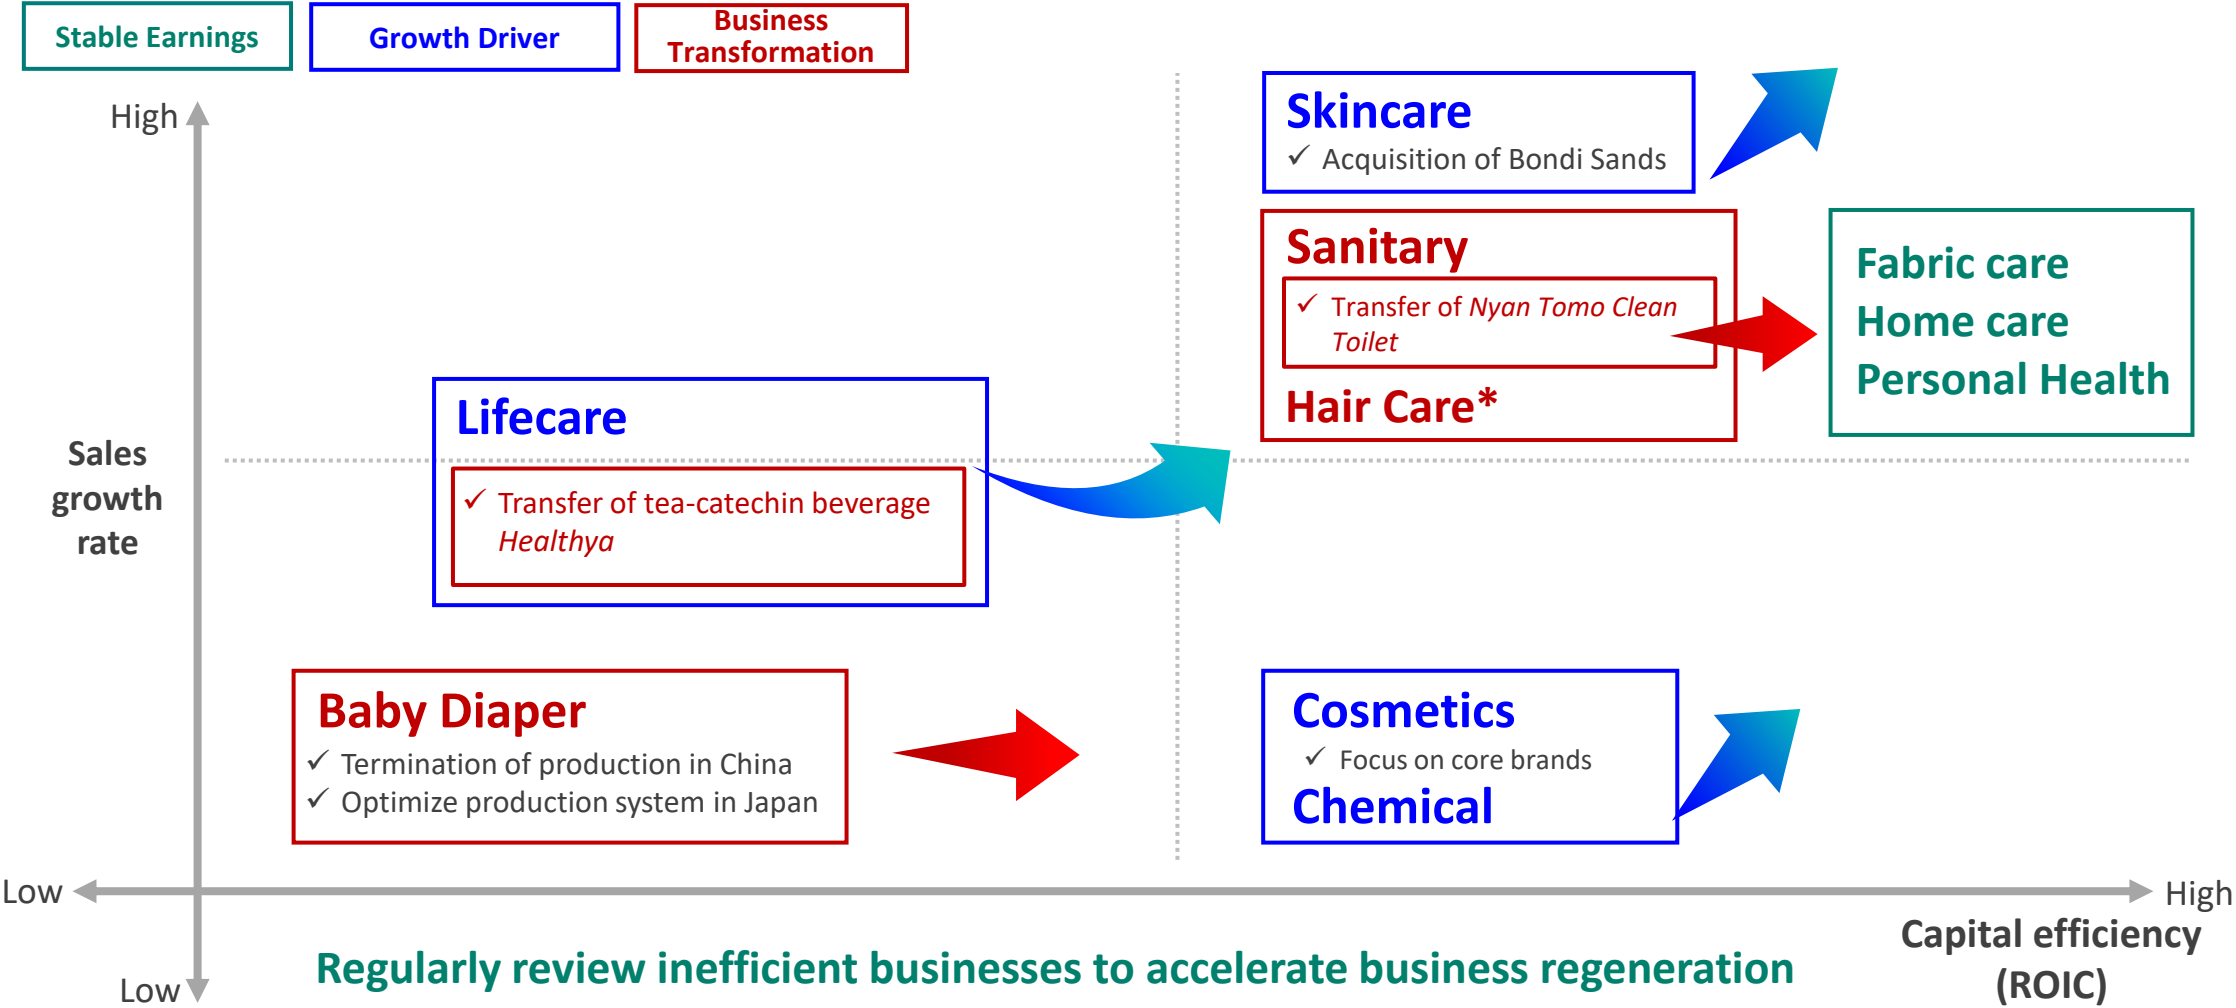 Stable Earnings
Growth Driver
Business
Transformation
High
Sales
growth
rate
Low
Low
High
Capital efficiency
(ROIC)
Skincare
✓ Acquisition of Bondi Sands
Sanitary
✓ Transfer of Nyan Tomo Clean
Toilet
Hair Care*
Fabric care
Home care
Personal Health
Lifecare
✓ Transfer of tea-catechin beverage
Healthya
Baby Diaper
✓ Termination of production in China
✓ Optimize production system in Japan
Cosmetics
✓ Focus on core brands
Chemical
Regularly review inefficient businesses to accelerate business regeneration